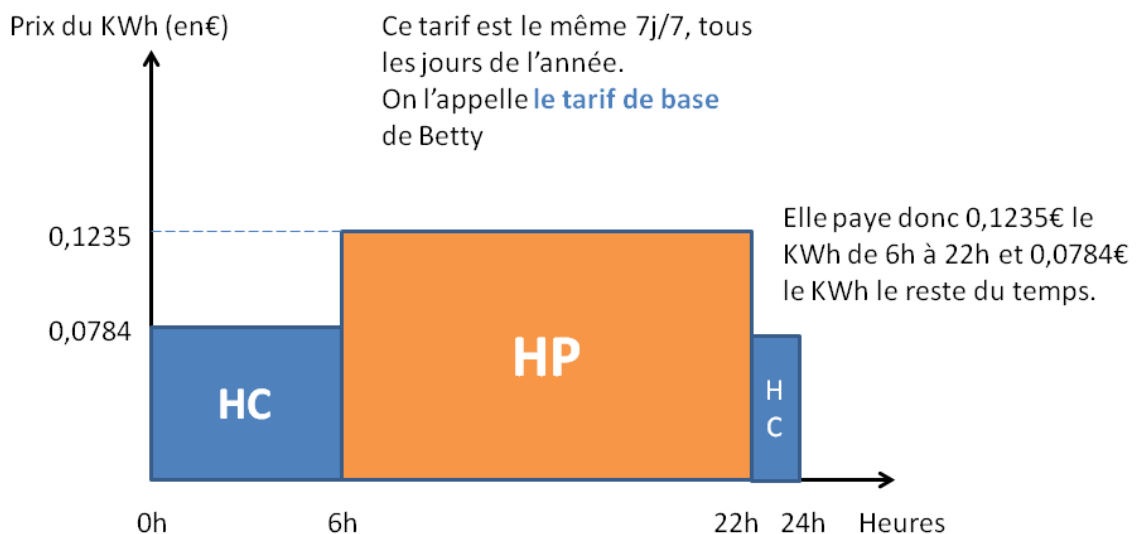 Prix du KWh (en€)
Ce tarif est le même 7j/7, tous
les jours de l’année.
On l’appelle le tarif de base
de Betty
Elle paye donc 0,1235€ le
KWh de 6h à 22h et 0,0784€
le KWh le reste du temps.
0,1235
0,0784
HC
HP
H
C
0h
6h
22h
24h
Heures